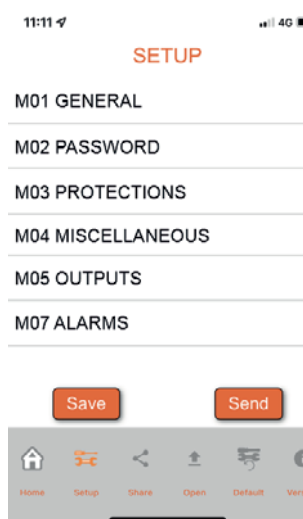 11:11 4G
SETUP
M01 GENERAL
M02 PASSWORD
M03 PROTECTIONS
M04 MISCELLANEOUS
M05 OUTPUTS
M07 ALARMS
Save Send
Home Setup Share Open Default Vers